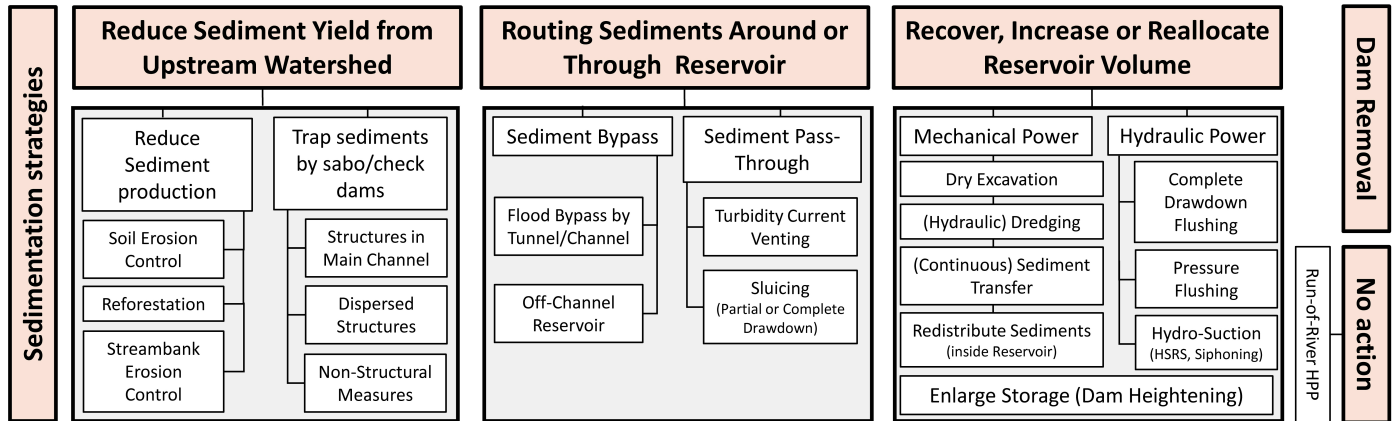 Sedimentation strategies
Reduce Sediment Yield from
Upstream Watershed
Reduce
Sediment
production
Soil Erosion
Control
Reforestation
Streambank
Erosion
Control
Trap sediments
by sabo/check
dams
Structures in
Main Channel
Dispersed
Structures
Non-Structural
Measures
Routing Sediments Around or
Through Reservoir
Sediment Bypass
Flood Bypass by
Tunnel/Channel
Off-Channel
Reservoir
Sediment Pass-
Through
Turbidity Current
Venting
Sluicing
(Partial or Complete
Drawdown)
Recover, Increase or Reallocate
Reservoir Volume
Mechanical Power
Dry Excavation
(Hydraulic) Dredging
(Continuous) Sediment
Transfer
Redistribute Sediments
(inside Reservoir)
Hydraulic Power
Complete
Drawdown
Flushing
Pressure
Flushing
Hydro-Suction
(HSRS, Siphoning)
Enlarge Storage (Dam Heightening)
Dam Removal
No action
Run-of-River HPP